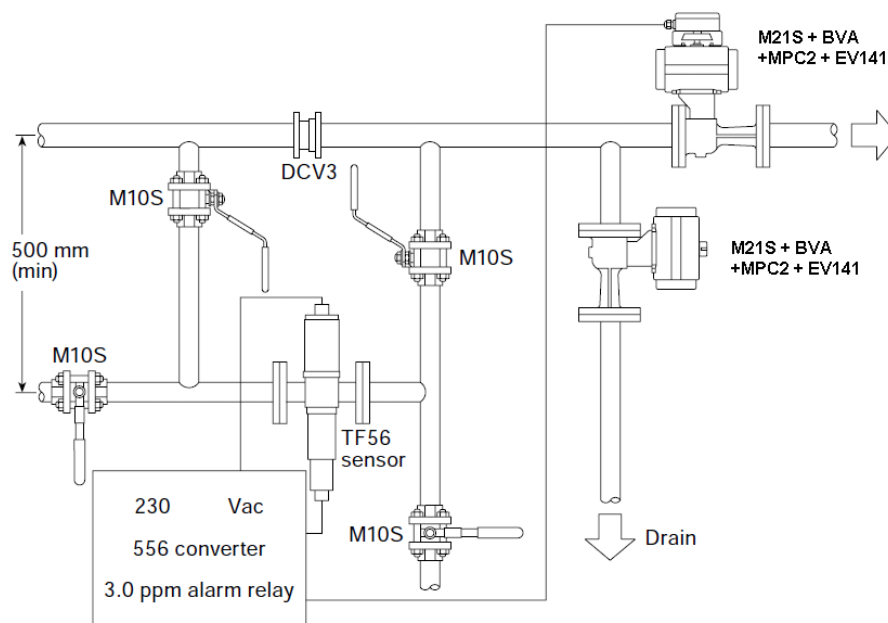 M21S + BVA
+MPC2 + EV141
DCV3
M10S
M10S
500 mm
(min)
M21S + BVA
+MPC2 + EV141
M10S
TF56
sensor
230 Vac
556 converter
3.0 ppm alarm relay
M10S
Drain